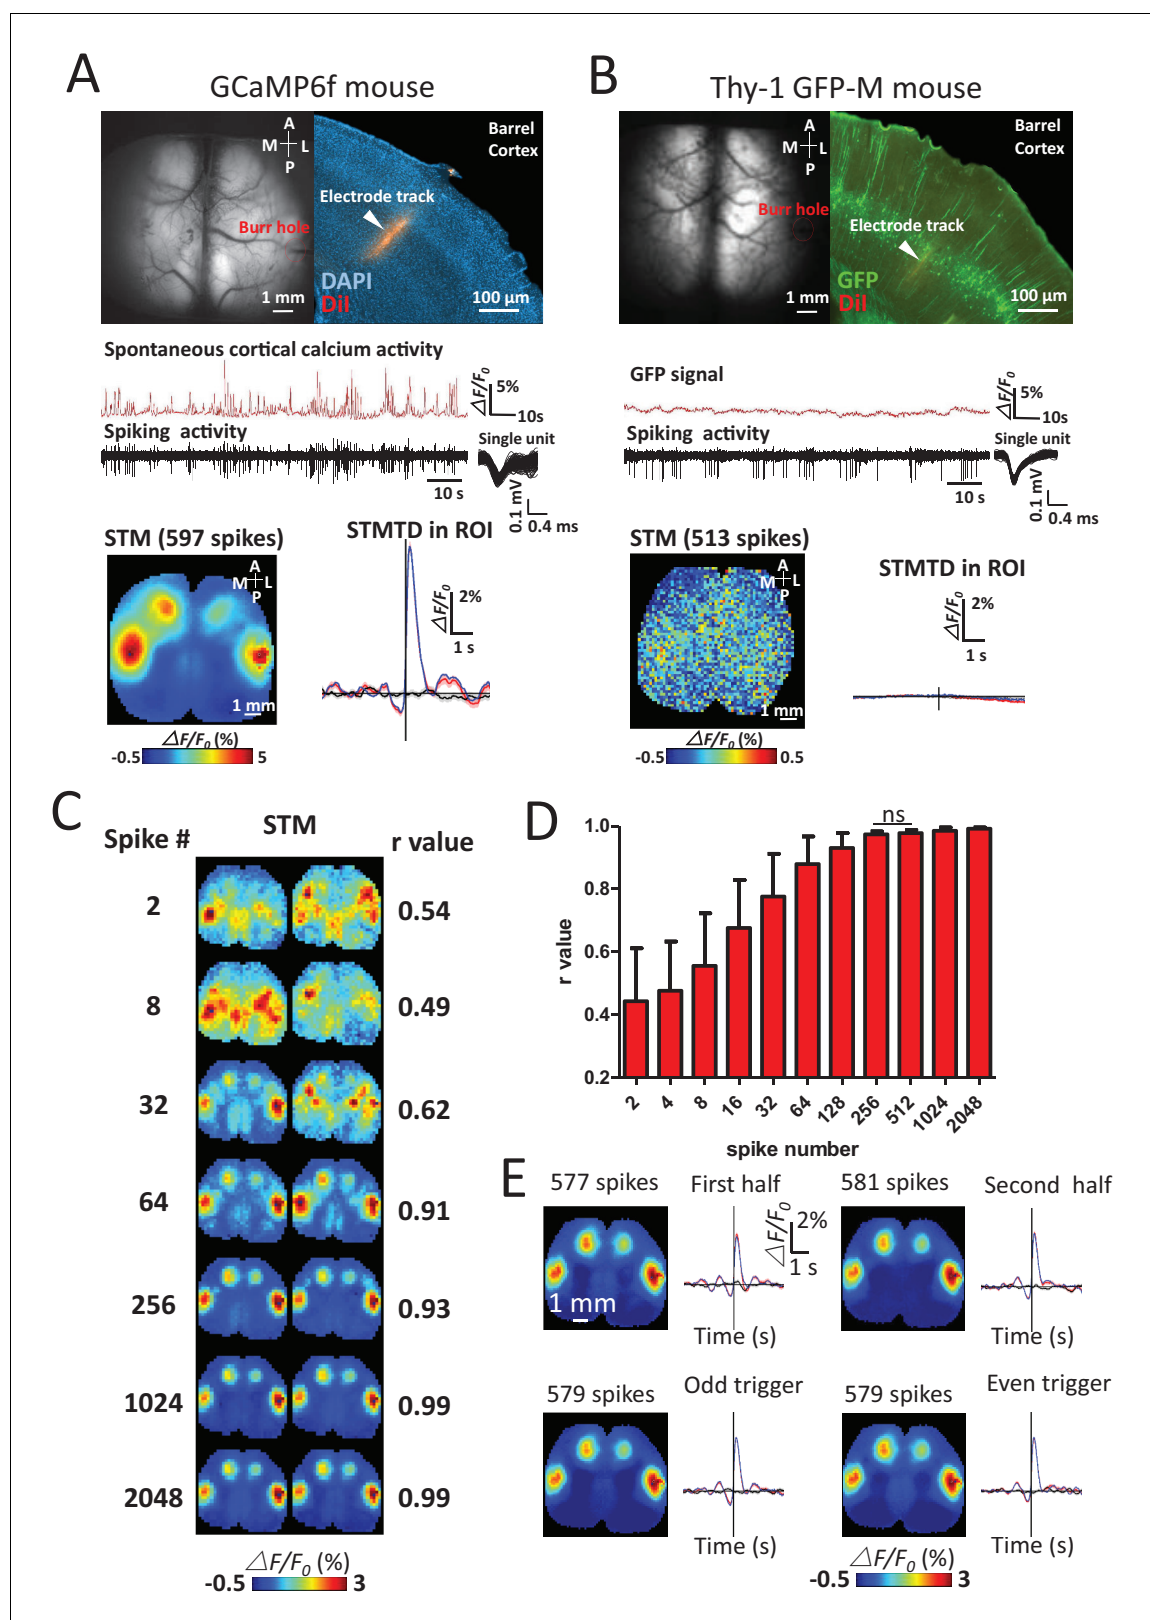 A
GCaMP6f mouse
A
M L
P
Burr hole
1 mm
Barrel
Cortex
Electrode track
DAPI
DiI
100 µm
Spontaneous cortical calcium activity
△F/F0
5%
10s
Spiking activity
Single unit
10 s
0.1 mV
0.4 ms
STM (597 spikes)
A
M L
P
1 mm
△F/F0 (%)
-0.5 5
STMTD in ROI
△F/F0
2%
1 s
B
Thy-1 GFP-M mouse
A
M L
P
Burr hole
1 mm
Barrel
Cortex
Electrode track
GFP
DiI
100 µm
GFP signal
△F/F0
5%
10s
Spiking activity
Single unit
10 s
0.1 mV
0.4 ms
STM (513 spikes)
A
M L
P
1 mm
△F/F0 (%)
-0.5 0.5
STMTD in ROI
△F/F0
2%
1 s
C
Spike # STM r value
2 0.54
8 0.49
32 0.62
64 0.91
256 0.93
1024 0.99
2048 0.99
△F/F0 (%)
-0.5 3
D
ns
r value
1.0
0.8
0.6
0.4
0.2
2 4 8 16 32 64 128 256 512 1024 2048
spike number
E
577 spikes First half 581 spikes Second half
△F/F0
2%
1 s
1 mm
Time (s) Time (s)
579 spikes Odd trigger 579 spikes Even trigger
Time (s) Time (s)
△F/F0 (%)
-0.5 3